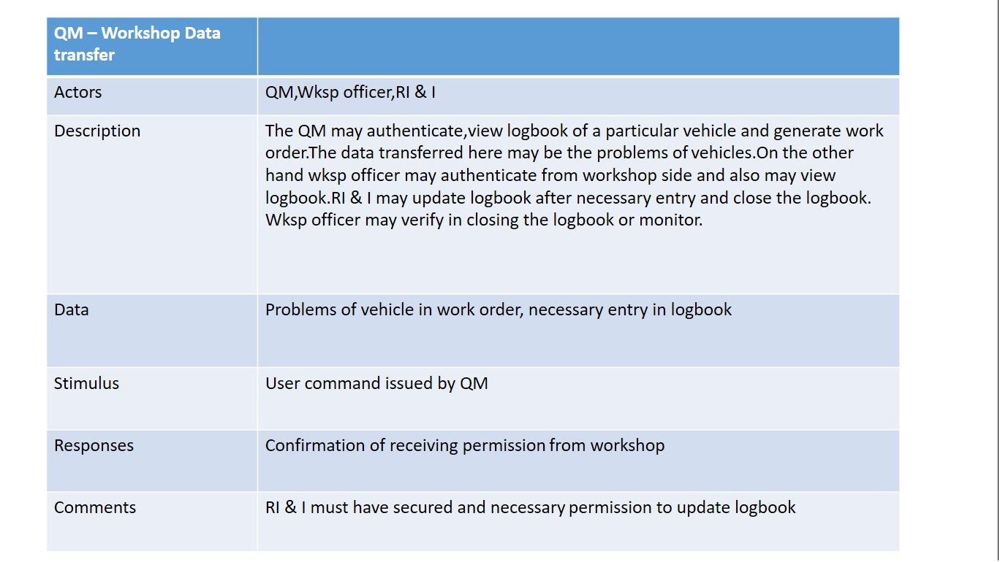 QM – Workshop Data
transfer
Actors
QM,Wksp officer,RI & I
Description
The QM may authenticate,view logbook of a particular vehicle and generate work
order.The data transferred here may be the problems of vehicles.On the other
hand wksp officer may authenticate from workshop side and also may view
logbook.RI & I may update logbook after necessary entry and close the logbook.
Wksp officer may verify in closing the logbook or monitor.
Data
Problems of vehicle in work order, necessary entry in logbook
Stimulus
User command issued by QM
Responses
Confirmation of receiving permission from workshop
Comments
RI & I must have secured and necessary permission to update logbook